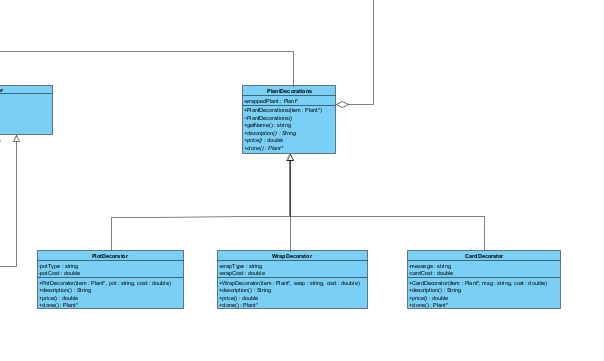 or
PlantDecorations
-wrappedPlant : Plant*
+PlantDecorations(item : Plant*)
~PlantDecorations()
+getName() : string
+description() : String
+price() : double
+clone() : Plant*
PlotDecorator
-potType : string
-potCost : double
+PotDecorator(item : Plant*, pot : string, cost : double)
+description() : String
+price() : double
+clone() : Plant*
WrapDecorator
-wrapType : string
-wrapCost : double
+WrapDecorator(item : Plant*, wrap : string, cost : double)
+description() : String
+price() : double
+clone() : Plant*
CardDecorator
-message : string
-cardCost : double
+CardDecorator(item : Plant*, msg : string, cost : double)
+description() : String
+price() : double
+clone() : Plant*